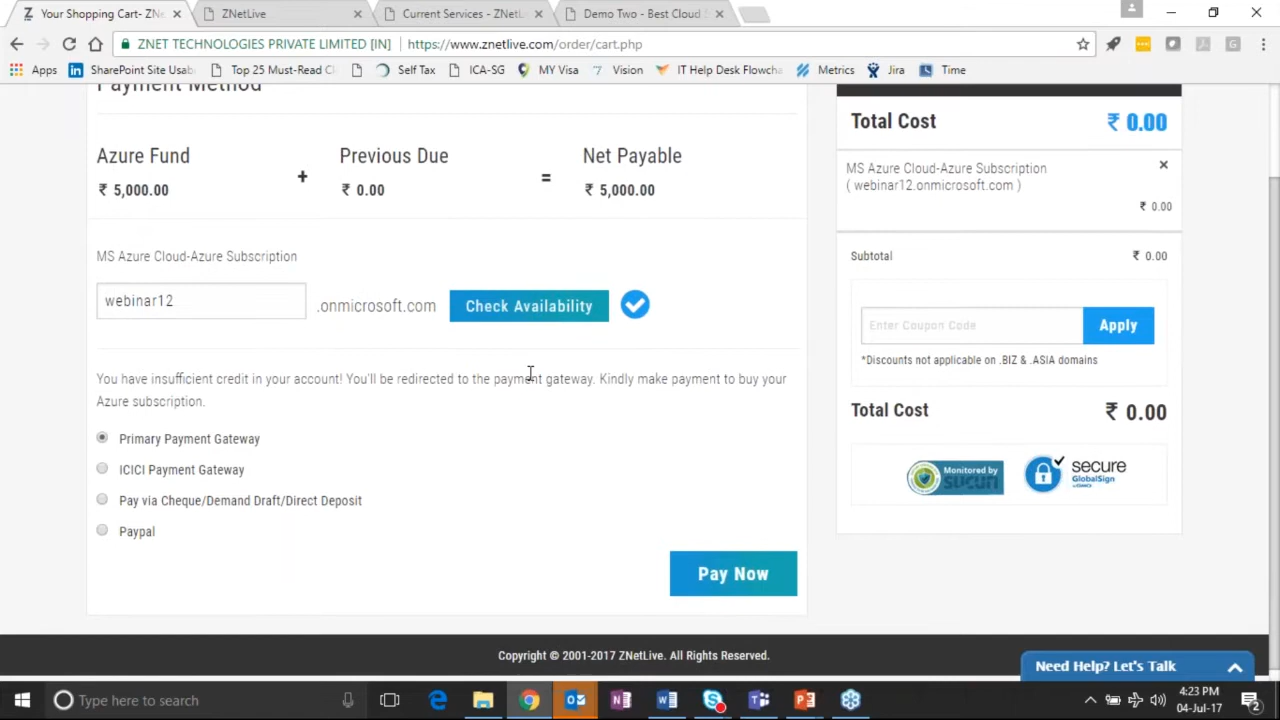 Your Shopping Cart- ZNe
ZNetLive
Current Services - ZNetL
Demo Two - Best Cloud S
ZNET TECHNOLOGIES PRIVATE LIMITED [IN]
https://www.znetlive.com/order/cart.php
Apps
SharePoint Site Usab
Top 25 Must-Read Cl
Self Tax
ICA-SG
MY Visa
Vision
IT Help Desk Flowcha
Metrics
Jira
Time
Payment Method
Azure Fund
Previous Due
Net Payable
₹ 5,000.00
+
₹ 0.00
=
₹ 5,000.00
MS Azure Cloud-Azure Subscription
webinar12
.onmicrosoft.com
Check Availability
You have insufficient credit in your account! You'll be redirected to the payment gateway. Kindly make payment to buy your
Azure subscription.
Primary Payment Gateway
ICICI Payment Gateway
Pay via Cheque/Demand Draft/Direct Deposit
Paypal
Pay Now
Total Cost
₹ 0.00
MS Azure Cloud-Azure Subscription
( webinar12.onmicrosoft.com )
₹ 0.00
Subtotal
₹ 0.00
Enter Coupon Code
Apply
*Discounts not applicable on .BIZ & .ASIA domains
Total Cost
₹ 0.00
Monitored by
sucuri
secure
GlobalSign
Copyright © 2001-2017 ZNetLive. All Rights Reserved.
Need Help? Let's Talk
Type here to search
4:23 PM
04-Jul-17
2